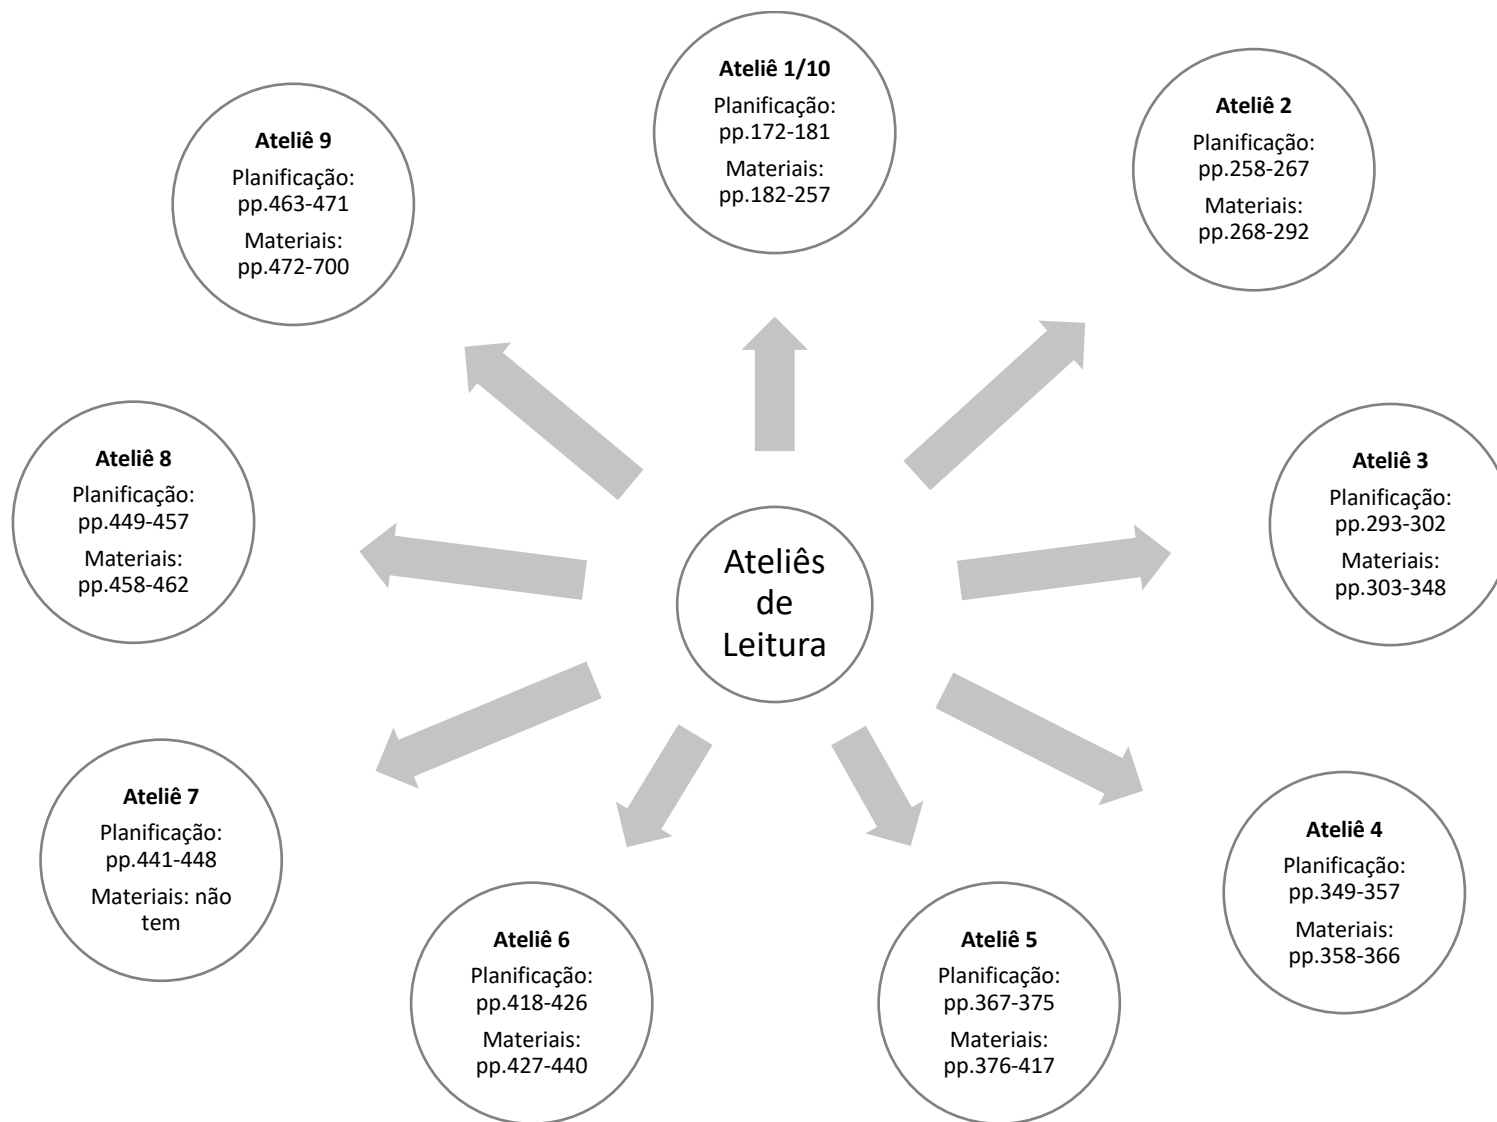 Ateliê 1/10
Planificação:
pp.172-181
Materiais:
pp.182-257
Ateliê 2
Planificação:
pp.258-267
Materiais:
pp.268-292
Ateliê 3
Planificação:
pp.293-302
Materiais:
pp.303-348
Ateliê 4
Planificação:
pp.349-357
Materiais:
pp.358-366
Ateliê 5
Planificação:
pp.367-375
Materiais:
pp.376-417
Ateliê 6
Planificação:
pp.418-426
Materiais:
pp.427-440
Ateliê 7
Planificação:
pp.441-448
Materiais: não
tem
Ateliê 8
Planificação:
pp.449-457
Materiais:
pp.458-462
Ateliê 9
Planificação:
pp.463-471
Materiais:
pp.472-700
Ateliês
de
Leitura